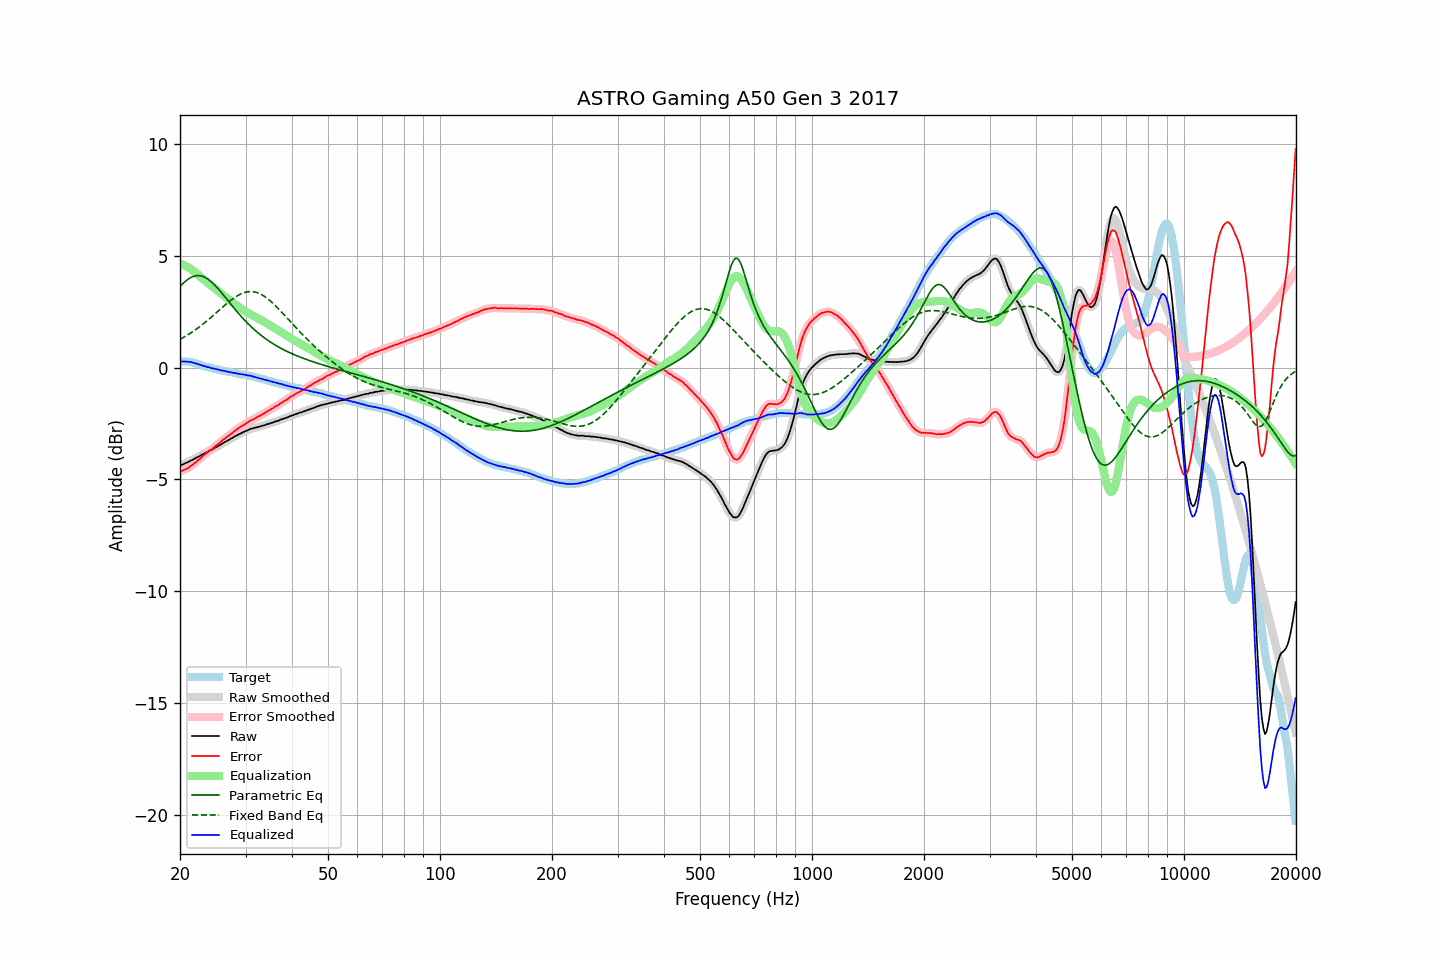 ASTRO Gaming A50 Gen 3 2017
10
5
0
−5
−10
−15
−20
Amplitude (dBr)
Target
Raw Smoothed
Error Smoothed
Raw
Error
Equalization
Parametric Eq
Fixed Band Eq
Equalized
20 50 100 200 500 1000 2000 5000 10000 20000
Frequency (Hz)